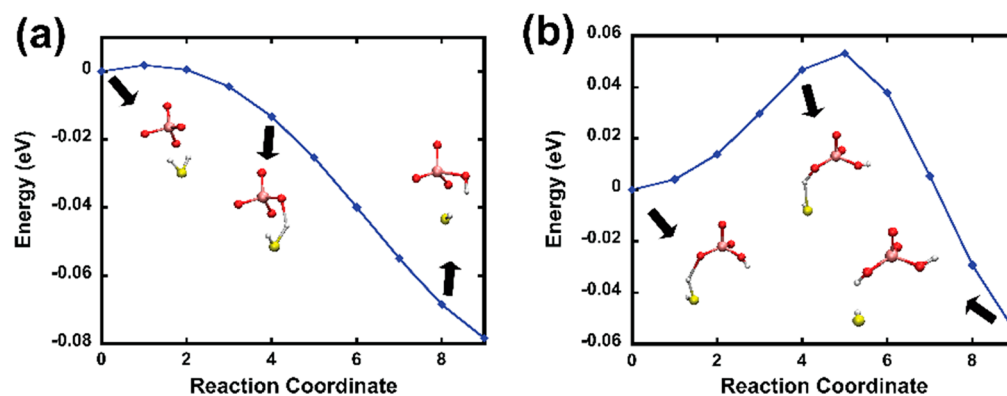 (a)
0
-0.02
-0.04
-0.06
-0.08
Energy (eV)
0 2 4 6 8
Reaction Coordinate
(b)
0.06
0.04
0.02
0
-0.02
-0.04
-0.06
Energy (eV)
0 2 4 6 8
Reaction Coordinate